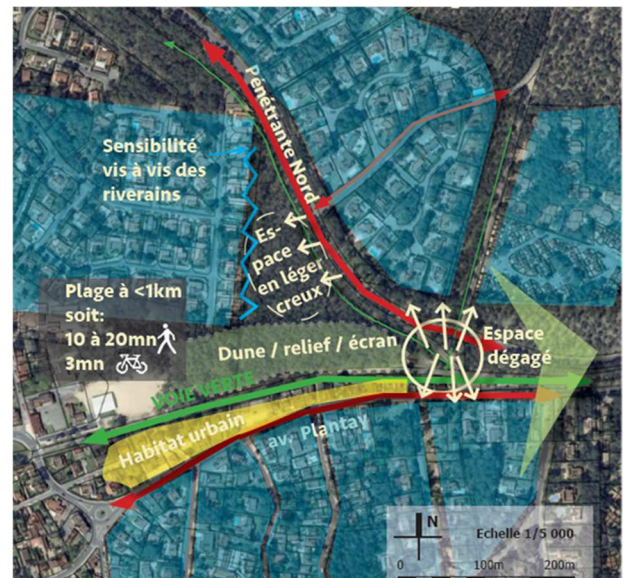 Pénétrante Nord
Sensibilité
vis à vis des
riverains
Es-
pace
en léger
creux
Plage à <1km
soit:
10 à 20mn
3mn
Dune / relief / écran
Espace
dégagé
VOIE VERTE
Habitat urbain
av. Plantay
N
Echelle 1/5 000
0 100m 200m